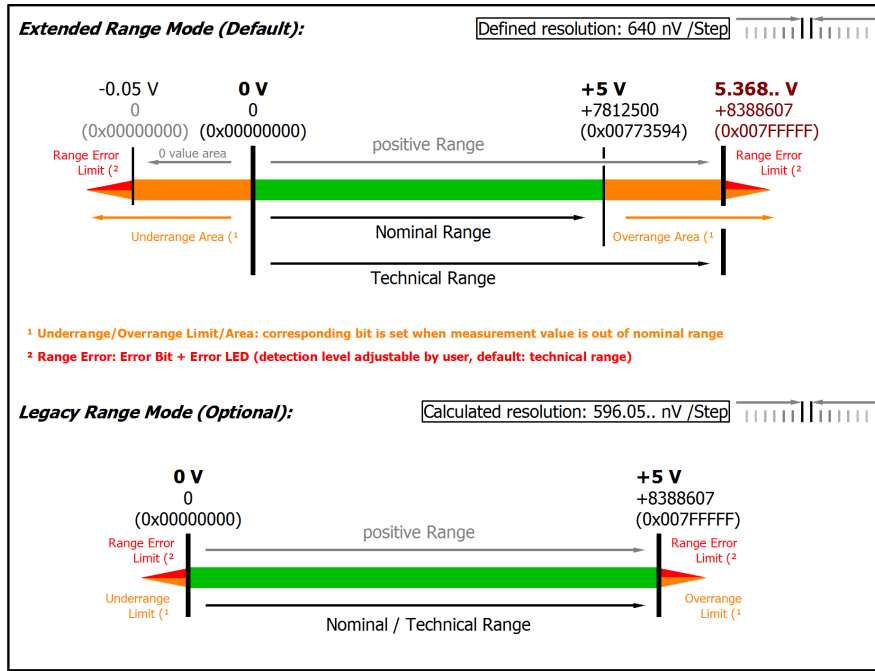 Extended Range Mode (Default):
Defined resolution: 640 nV /Step
-0.05 V
0
(0x00000000)
0 V
0
(0x00000000)
+5 V
+7812500
(0x00773594)
5.368.. V
+8388607
(0x007FFFFF)
Range Error
Limit (²
0 value area
positive Range
Range Error
Limit (²
Underrange Area (¹
Nominal Range
Overrange Area (¹
Technical Range
¹ Underrange/Overrange Limit/Area: corresponding bit is set when measurement value is out of nominal range
² Range Error: Error Bit + Error LED (detection level adjustable by user, default: technical range)
Legacy Range Mode (Optional):
Calculated resolution: 596.05.. nV /Step
0 V
0
(0x00000000)
+5 V
+8388607
(0x007FFFFF)
Range Error
Limit (²
positive Range
Range Error
Limit (²
Underrange
Limit (¹
Nominal / Technical Range
Overrange
Limit (¹